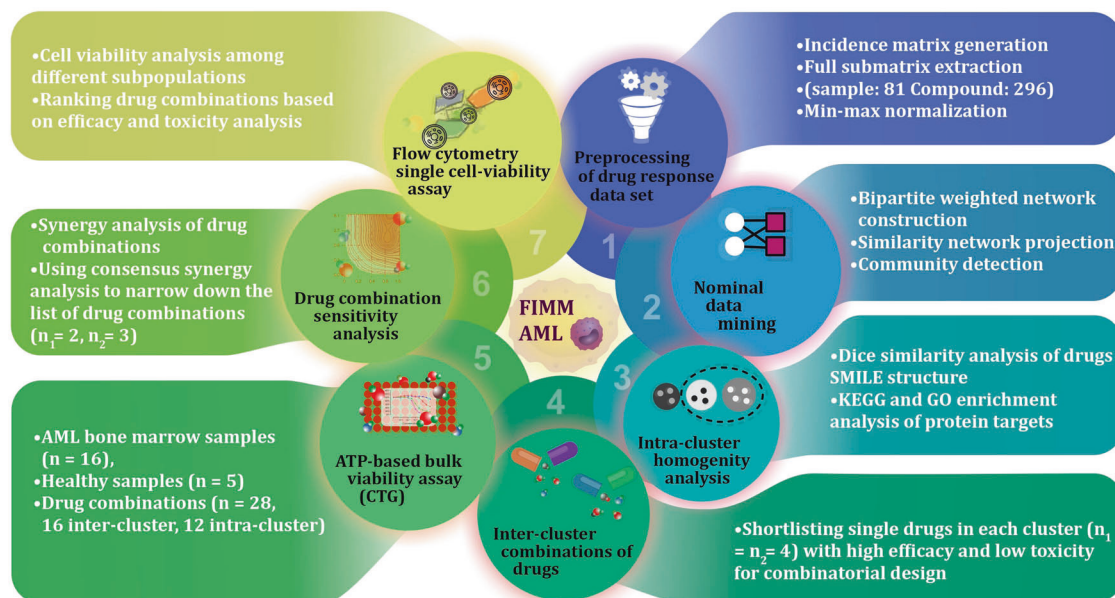 •Incidence matrix generation
•Full submatrix extraction
•(sample: 81 Compound: 296)
•Min-max normalization
Preprocessing
of drug response
data set
1
•Bipartite weighted network
construction
•Similarity network projection
•Community detection
Nominal
data
mining
2
•Dice similarity analysis of drugs
SMILE structure
•KEGG and GO enrichment
analysis of protein targets
Intra-cluster
homogenity
analysis
3
•Shortlisting single drugs in each cluster (n₁
= n₂= 4) with high efficacy and low toxicity
for combinatorial design
Inter-cluster
combinations of
drugs
4
•AML bone marrow samples
(n = 16),
•Healthy samples (n = 5)
•Drug combinations (n = 28,
16 inter-cluster, 12 intra-cluster)
ATP-based bulk
viability assay
(CTG)
5
•Synergy analysis of drug
combinations
•Using consensus synergy
analysis to narrow down the
list of drug combinations
(n₁= 2, n₂= 3)
Drug combination
sensitivity
analysis
6
•Cell viability analysis among
different subpopulations
•Ranking drug combinations based
on efficacy and toxicity analysis
Flow cytometry
single cell-viability
assay
7
FIMM
AML